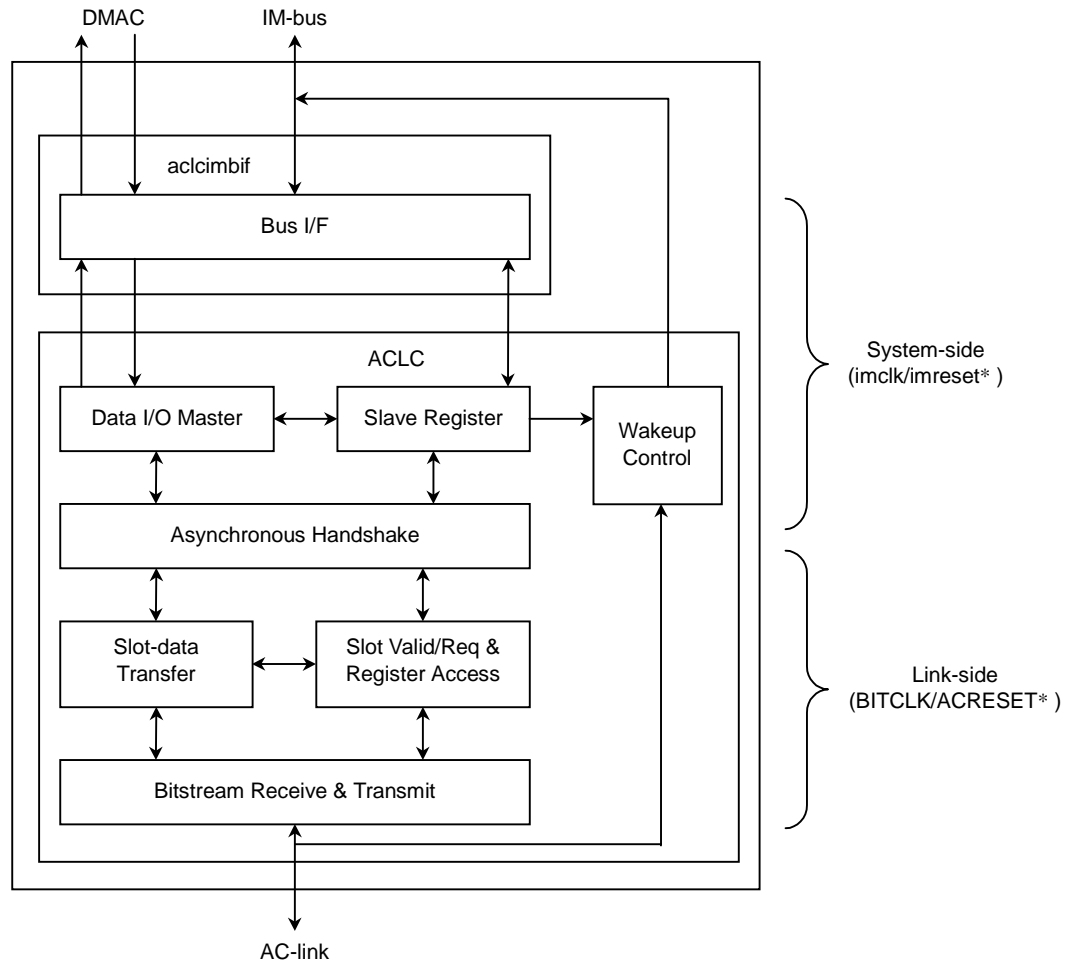 DMAC
IM-bus
aclcimbif
Bus I/F
ACLC
Data I/O Master
Slave Register
Wakeup
Control
Asynchronous Handshake
Slot-data
Transfer
Slot Valid/Req &
Register Access
Bitstream Receive & Transmit
AC-link
System-side
(imclk/imreset* )
Link-side
(BITCLK/ACRESET* )